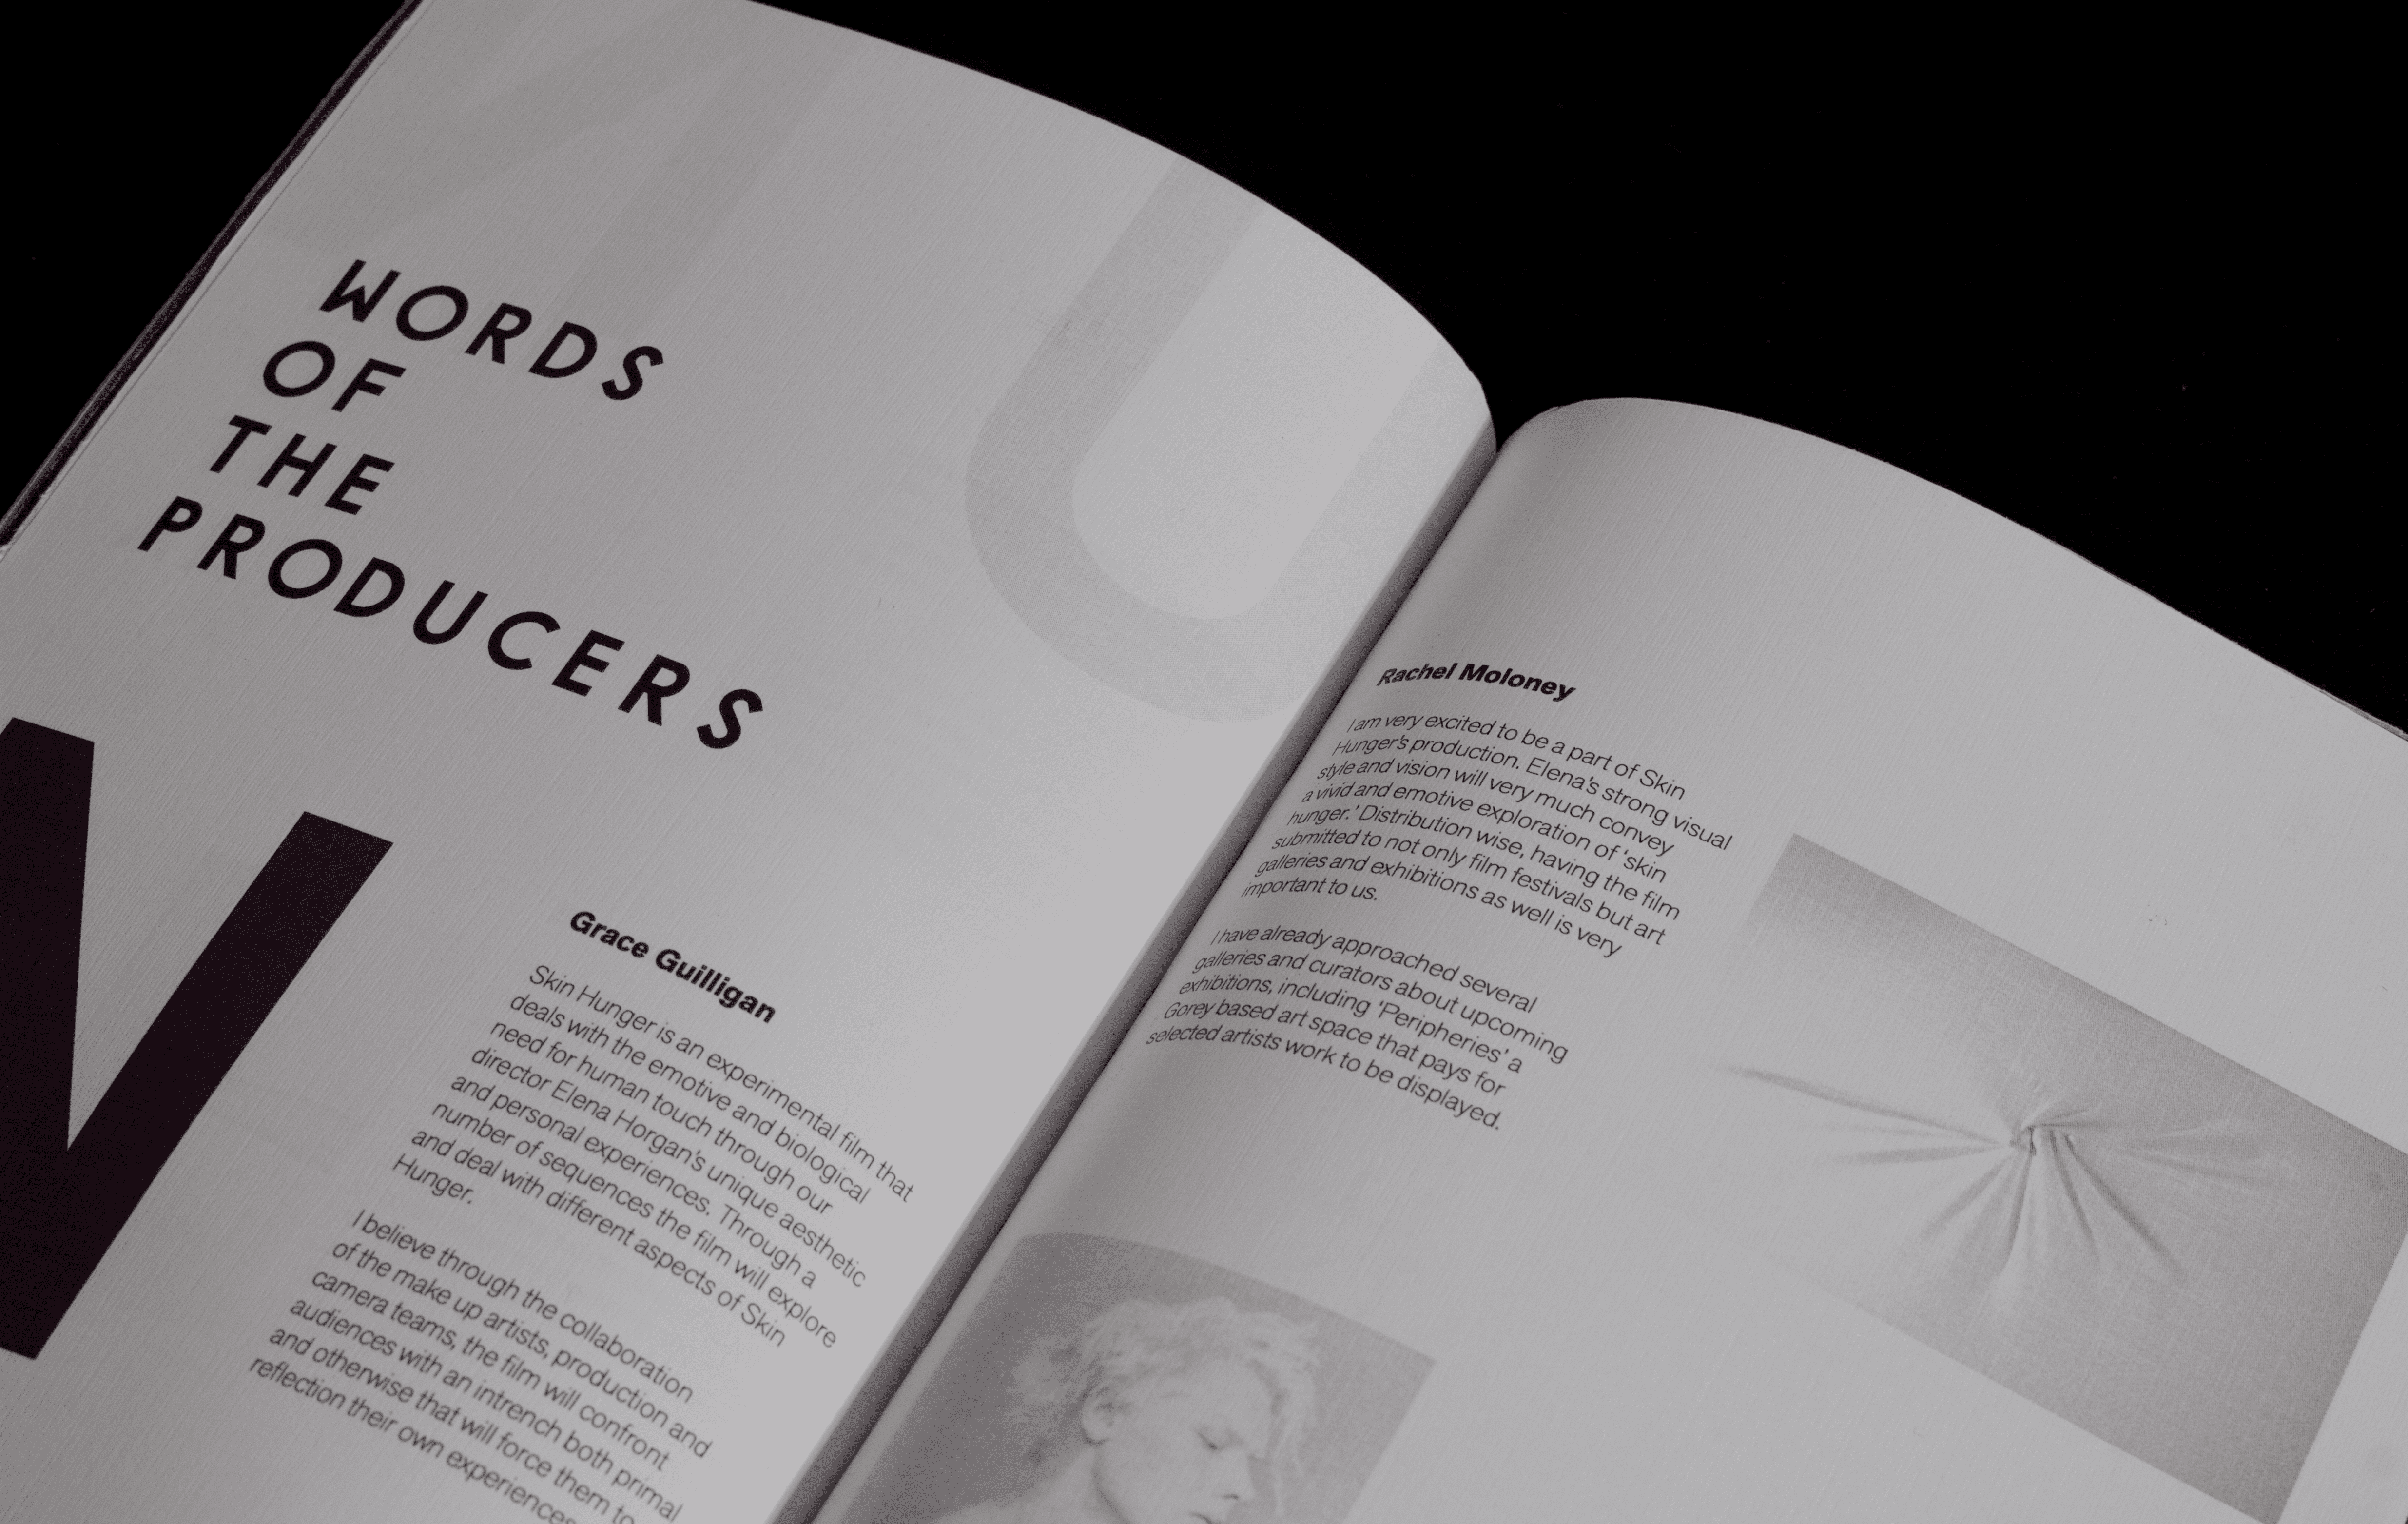 WORDS
OF
THE
PRODUCERS
U
N
Grace Guilligan
Skin Hunger is an experimental film that
deals with the emotive and biological
need for human touch through our
director Elena Horgan's unique aesthetic
and personal experiences. Through a
number of sequences the film will explore
and deal with different aspects of Skin
Hunger.
I believe through the collaboration
of the make up artists, production and
camera teams, the film will confront
audiences with an intrench both primal
and otherwise that will force them to
reflection their own experiences
Rachel Moloney
I am very excited to be a part of Skin
Hunger's production. Elena's strong visual
style and vision will very much convey
a vivid and emotive exploration of 'skin
hunger.' Distribution wise, having the film
submitted to not only film festivals but art
galleries and exhibitions as well is very
important to us.
I have already approached several
galleries and curators about upcoming
exhibitions, including 'Peripheries' a
Gorey based art space that pays for
selected artists work to be displayed.